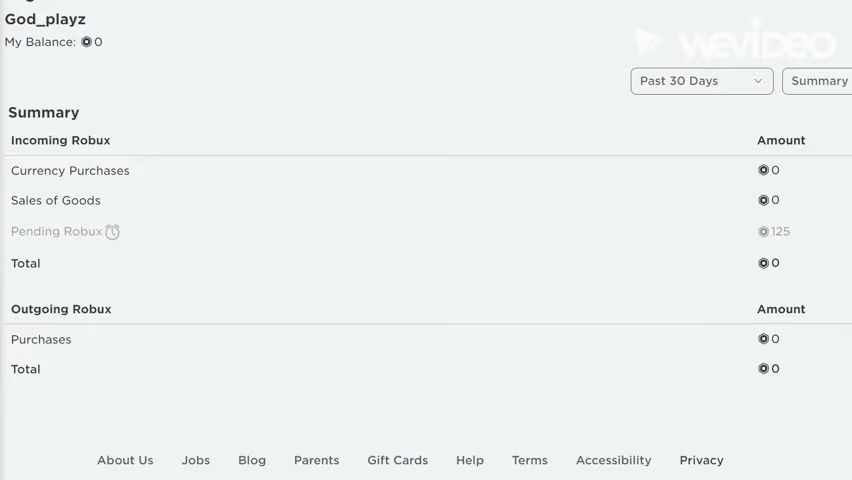 God_playz
My Balance: 0
WEVIDEO
Past 30 Days Summary
Summary
Incoming Robux Amount
Currency Purchases 0
Sales of Goods 0
Pending Robux 125
Total 0
Outgoing Robux Amount
Purchases 0
Total 0
About Us Jobs Blog Parents Gift Cards Help Terms Accessibility Privacy